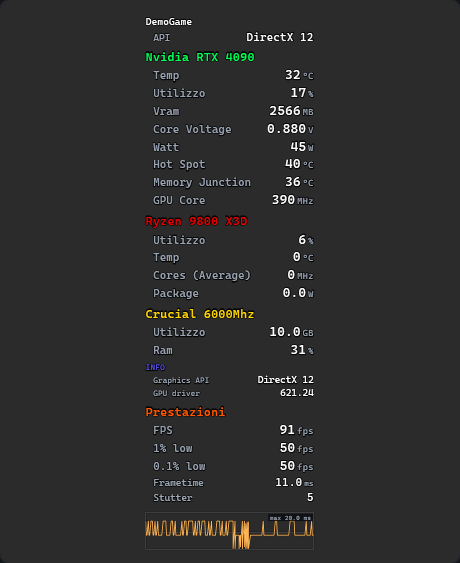 DemoGame
API DirectX 12
Nvidia RTX 4090
Temp 32 °C
Utilizzo 17 %
Vram 2566 MB
Core Voltage 0.880 V
Watt 45 W
Hot Spot 40 °C
Memory Junction 36 °C
GPU Core 390 MHz
Ryzen 9800 X3D
Utilizzo 6 %
Temp 0 °C
Cores (Average) 0 MHz
Package 0.0 W
Crucial 6000Mhz
Utilizzo 10.0 GB
Ram 31 %
INFO
Graphics API DirectX 12
GPU driver 621.24
Prestazioni
FPS 91 fps
1% low 50 fps
0.1% low 50 fps
Frametime 11.0 ms
Stutter 5
max 20.0 ms